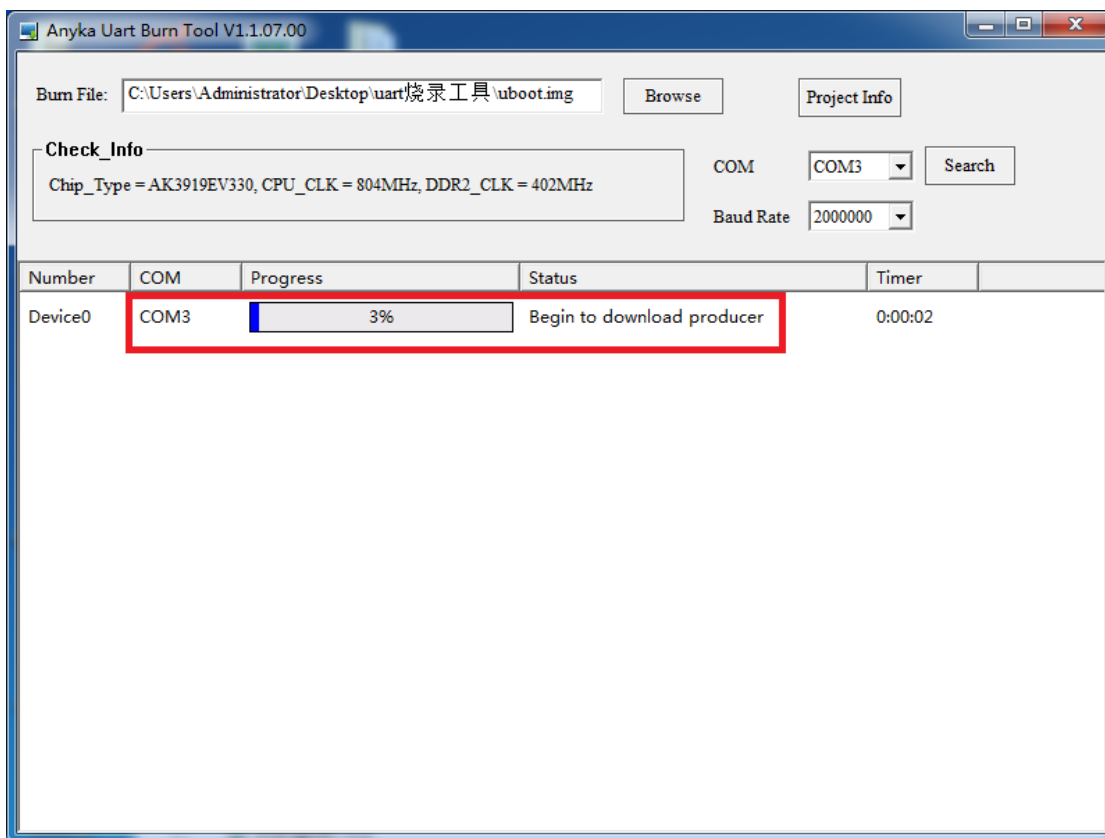 Anyka Uart Burn Tool V1.1.07.00
Burn File: C:\Users\Administrator\Desktop\uart烧录工具\uboot.img Browse Project Info
Check_Info
Chip_Type = AK3919EV330, CPU_CLK = 804MHz, DDR2_CLK = 402MHz
COM COM3 Search
Baud Rate 2000000
Number COM Progress Status Timer
Device0 COM3 3% Begin to download producer 0:00:02